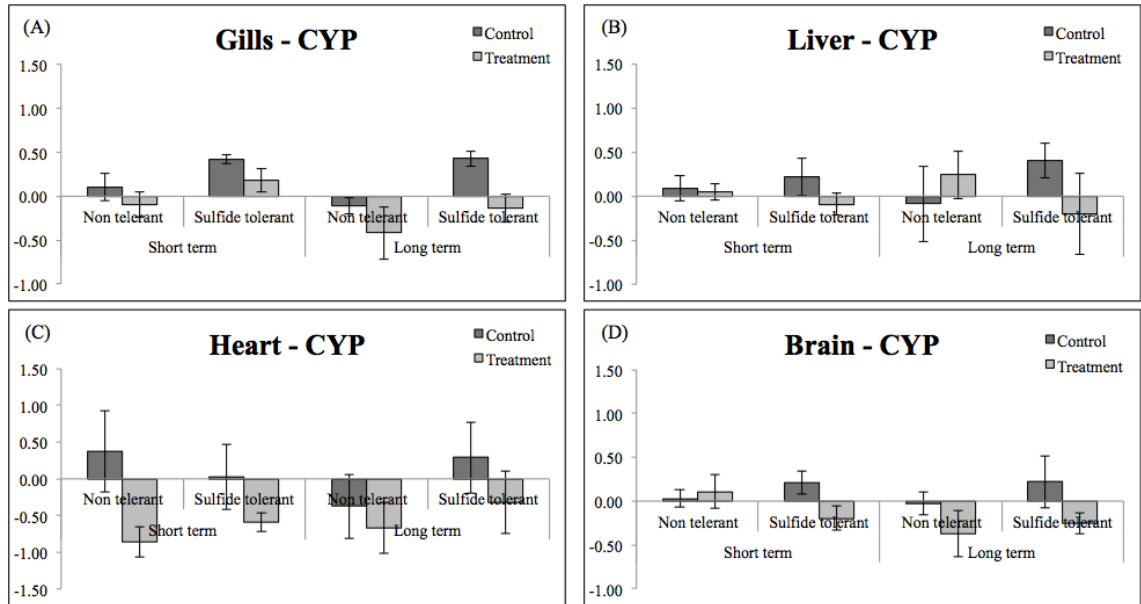 (A)
Gills - CYP
Control
Treatment
1.50
1.00
0.50
0.00
-0.50
-1.00
Non telerant
Sulfide tolerant
Non telerant
Sulfide tolerant
Short term
Long term
(B)
Liver - CYP
Control
Treatment
1.50
1.00
0.50
0.00
-0.50
-1.00
Non telerant
Sulfide tolerant
Non telerant
Sulfide tolerant
Short term
Long term
(C)
Heart - CYP
Control
Treatment
1.50
1.00
0.50
0.00
-0.50
-1.00
-1.50
Non telerant
Sulfide tolerant
Non telerant
Sulfide tolerant
Short term
Long term
(D)
Brain - CYP
Control
Treatment
1.50
1.00
0.50
0.00
-0.50
-1.00
Non telerant
Sulfide tolerant
Non telerant
Sulfide tolerant
Short term
Long term